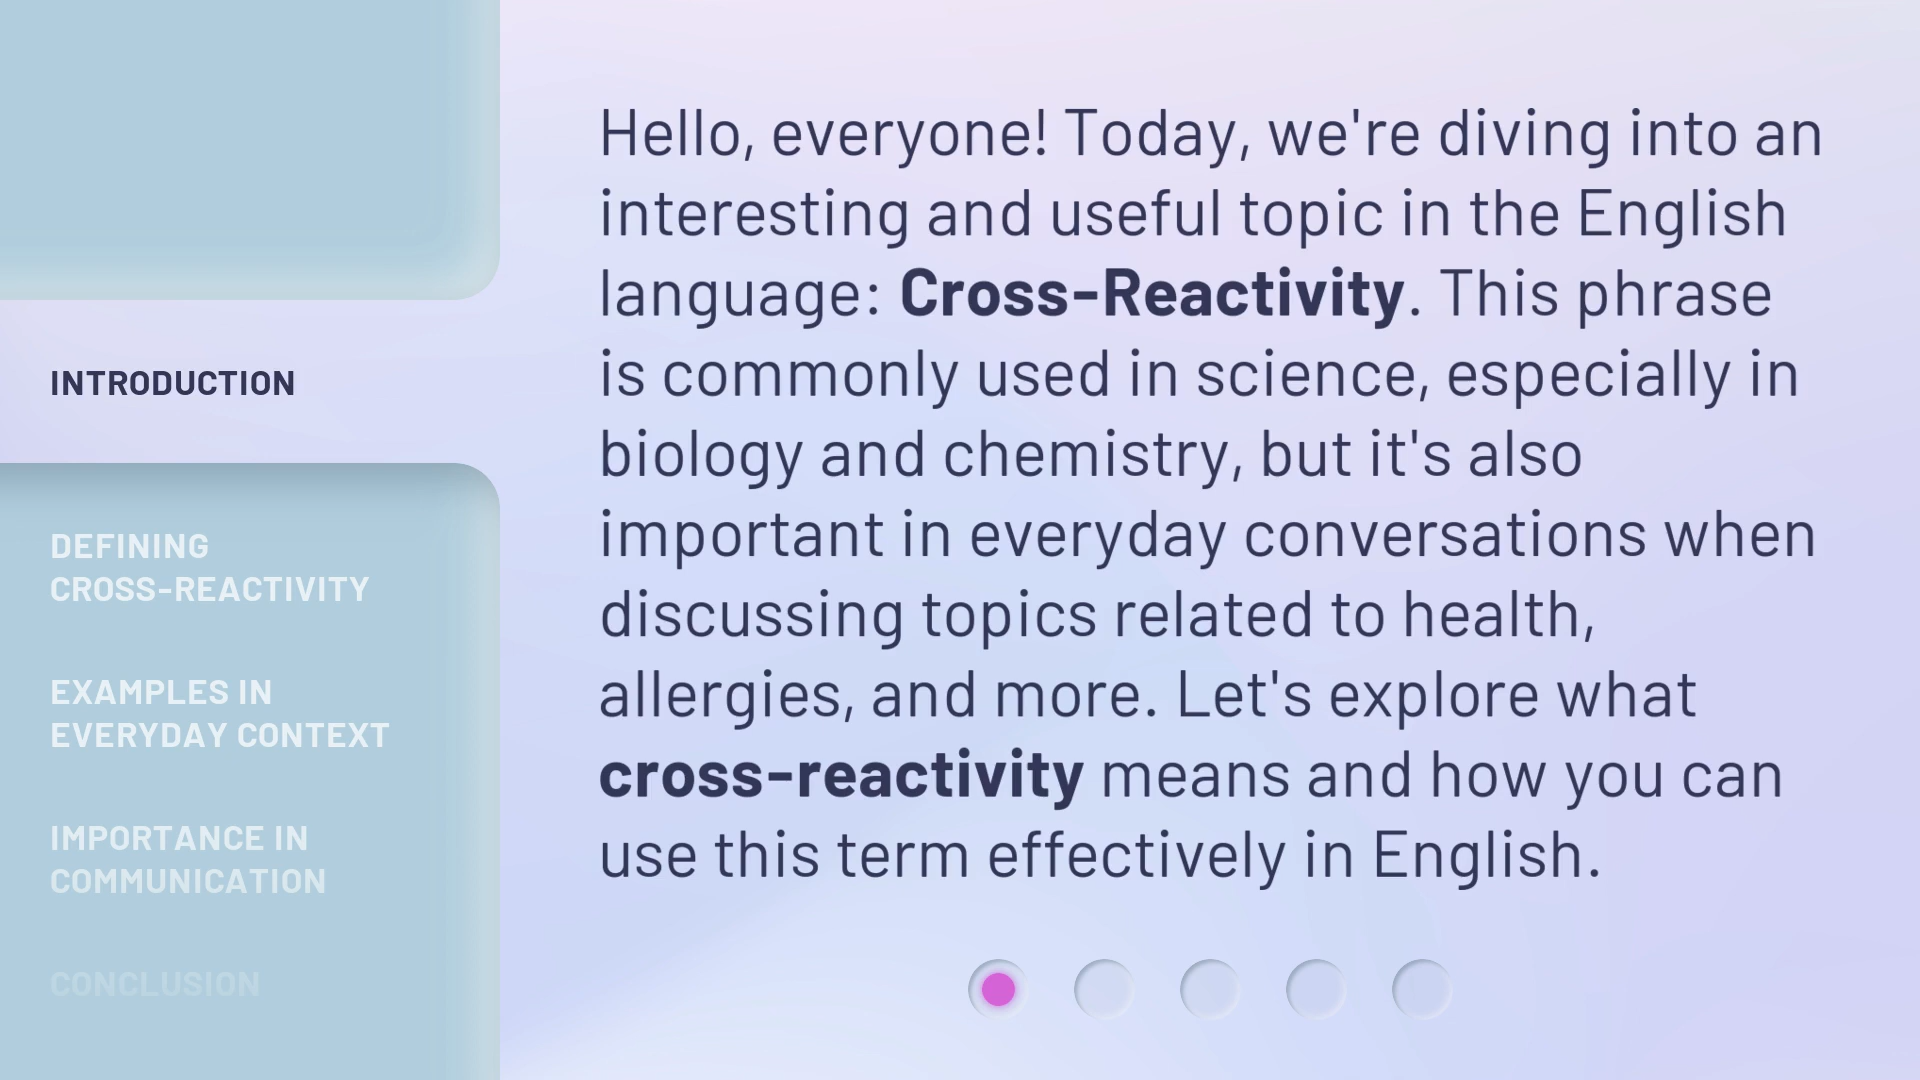 INTRODUCTION
DEFINING
CROSS-REACTIVITY
EXAMPLES IN
EVERYDAY CONTEXT
IMPORTANCE IN
COMMUNICATION
CONCLUSION
Hello, everyone! Today, we're diving into an
interesting and useful topic in the English
language: Cross-Reactivity. This phrase
is commonly used in science, especially in
biology and chemistry, but it's also
important in everyday conversations when
discussing topics related to health,
allergies, and more. Let's explore what
cross-reactivity means and how you can
use this term effectively in English.